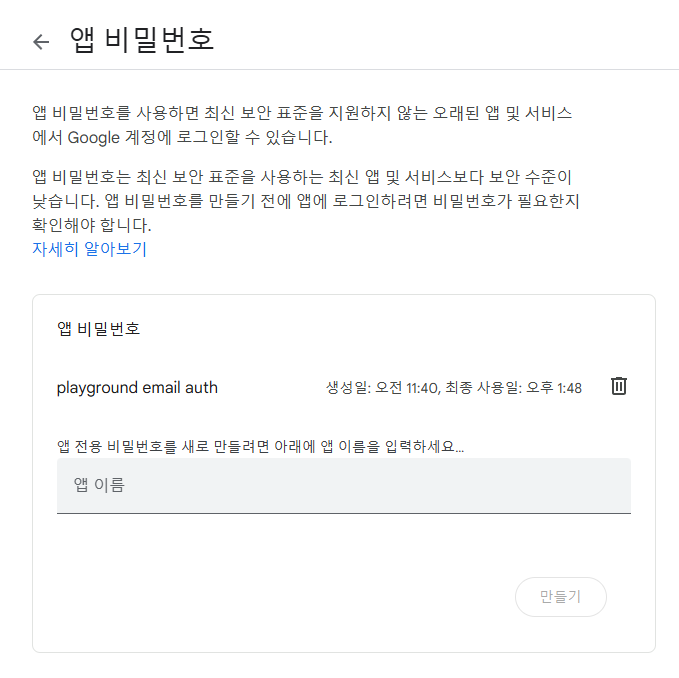 앱 비밀번호
앱 비밀번호를 사용하면 최신 보안 표준을 지원하지 않는 오래된 앱 및 서비스
에서 Google 계정에 로그인할 수 있습니다.
앱 비밀번호는 최신 보안 표준을 사용하는 최신 앱 및 서비스보다 보안 수준이
낮습니다. 앱 비밀번호를 만들기 전에 앱에 로그인하려면 비밀번호가 필요한지
확인해야 합니다.
자세히 알아보기
앱 비밀번호
playground email auth 생성일: 오전 11:40, 최종 사용일: 오후 1:48
앱 전용 비밀번호를 새로 만들려면 아래에 앱 이름을 입력하세요...
앱 이름
만들기